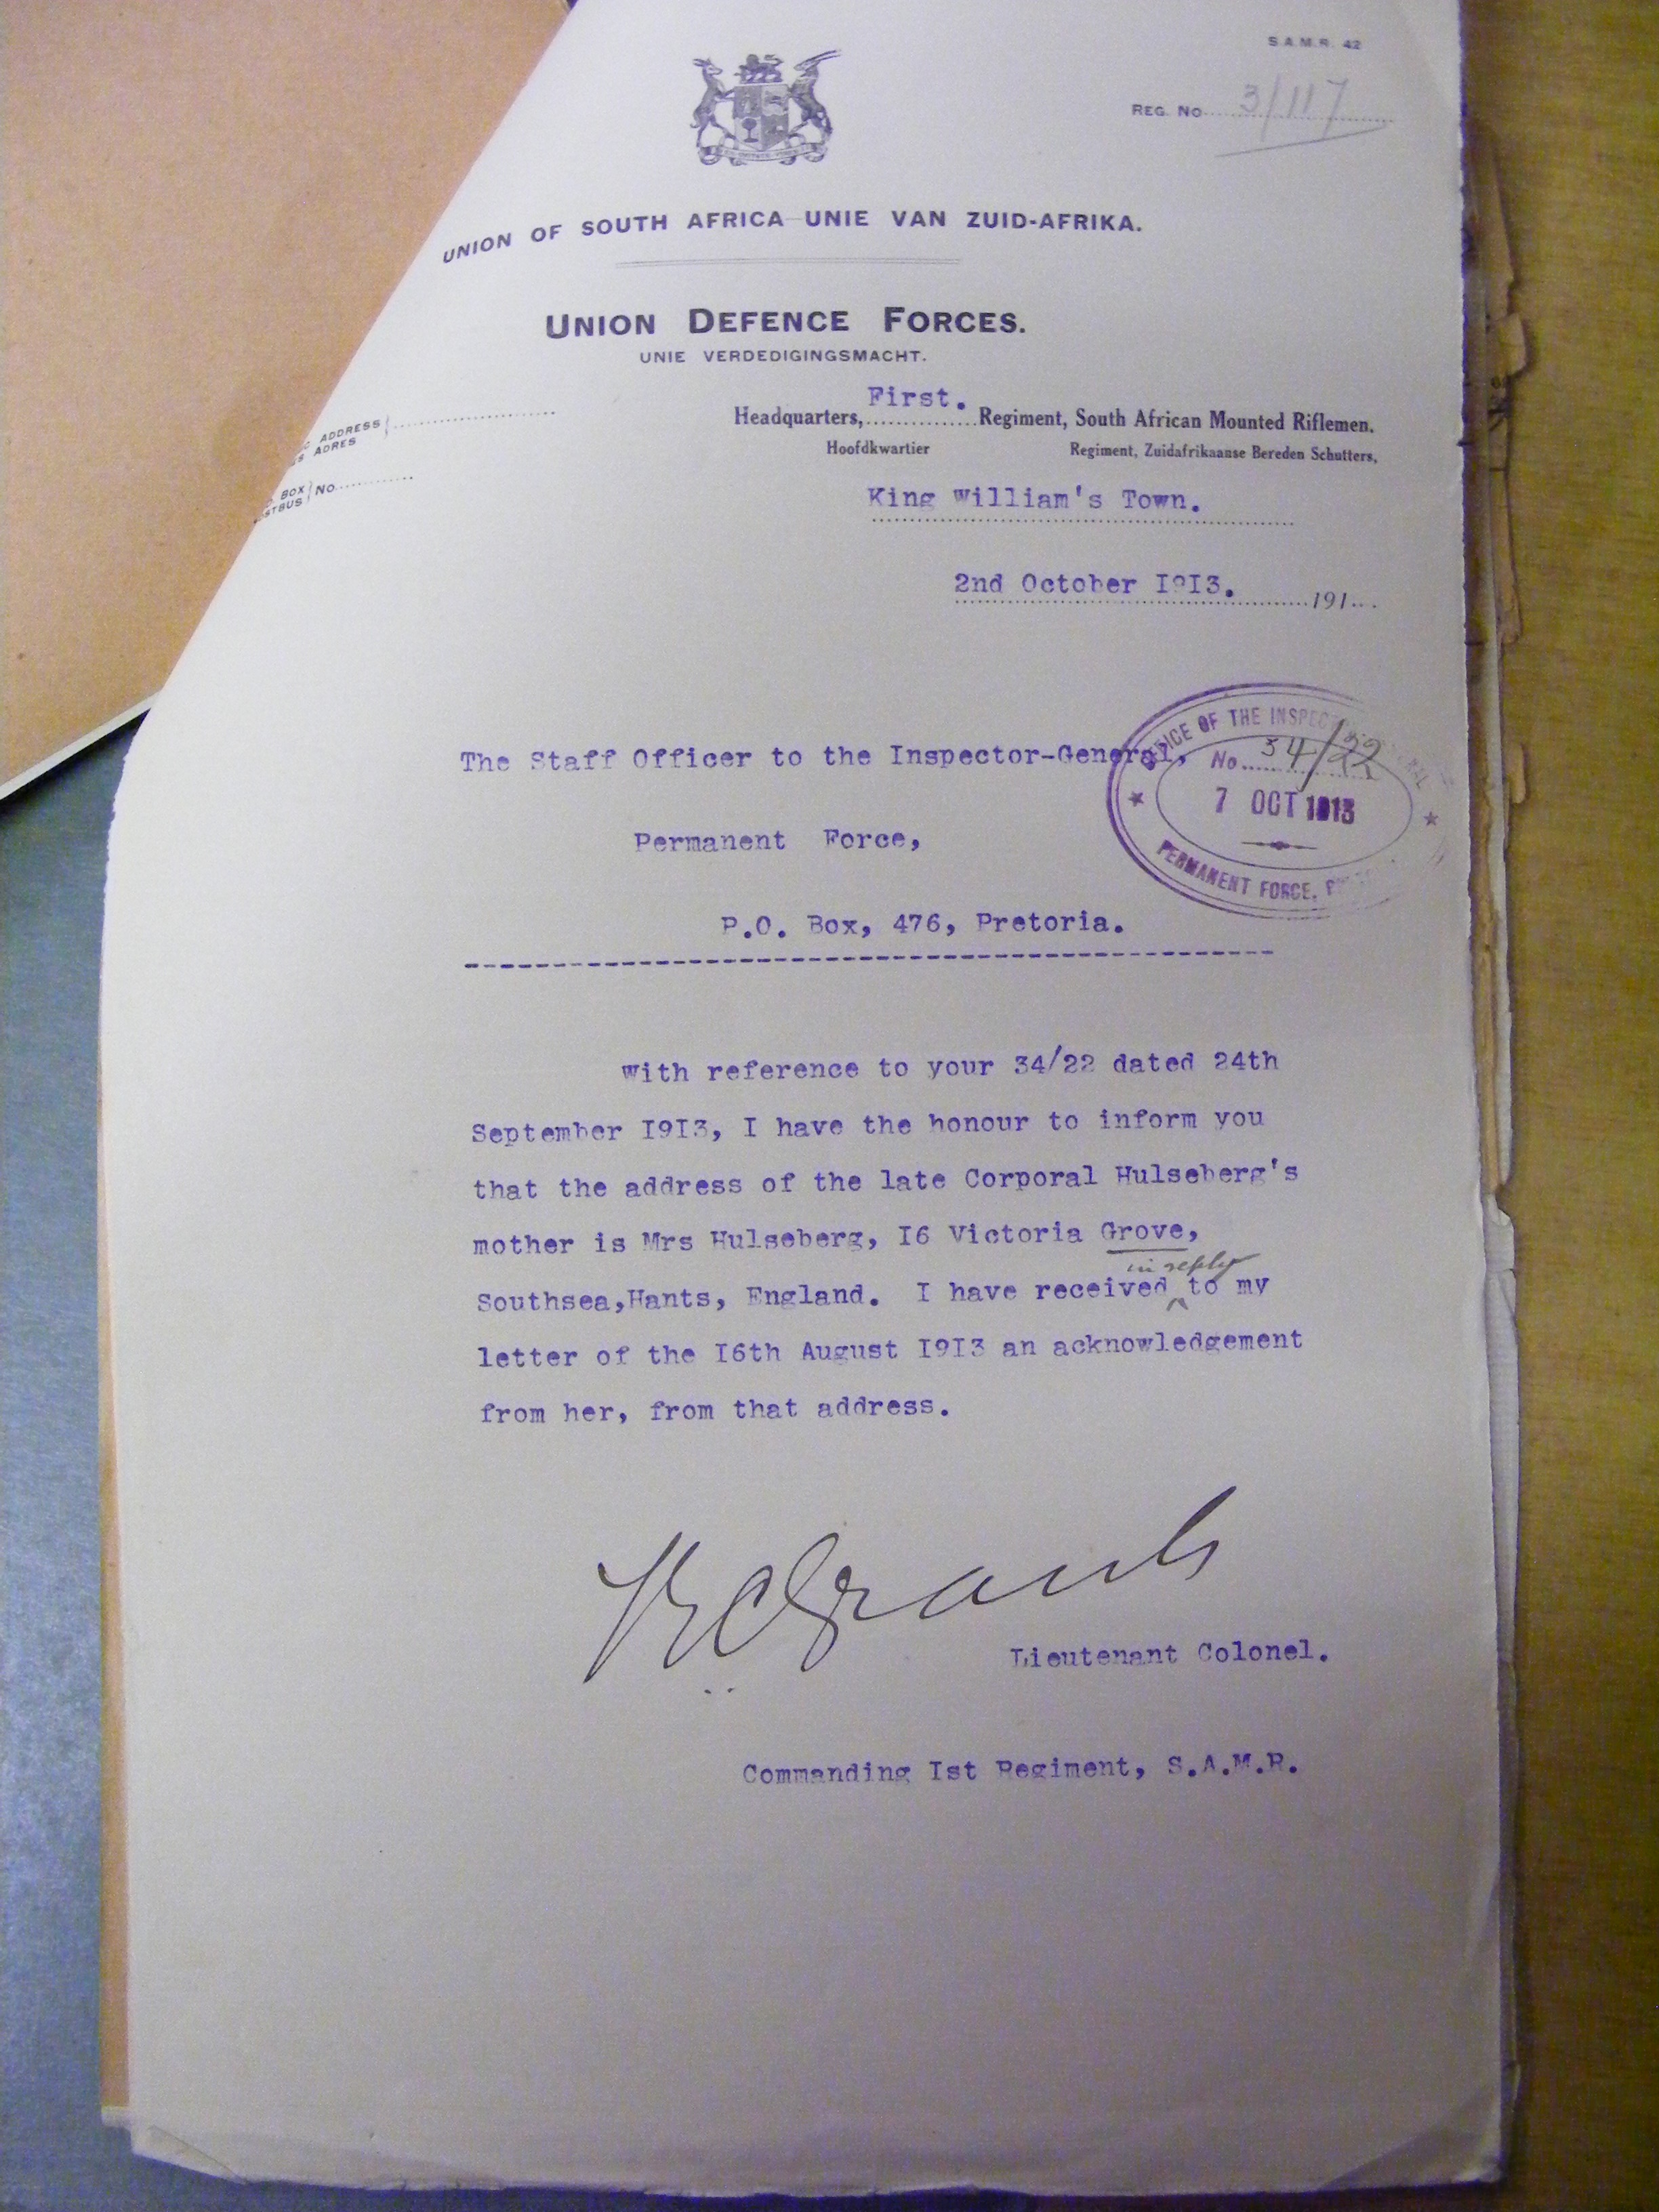 S.A.M.R. 42
REG. No. 3/117
UNION OF SOUTH AFRICA—UNIE VAN ZUID-AFRIKA.
UNION DEFENCE FORCES.
UNIE VERDEDIGINGSMACHT.
First.
Headquarters,...............Regiment, South African Mounted Riflemen.
Hoofdkwartier Regiment, Zuidafrikaanse Bereden Schutters,
ADDRESS
ADRES
BOX No.
King William's Town.
2nd October I9I3. 191
OFFICE OF THE INSPECTOR GENERAL
No. 34/22
7 OCT 1913
PERMANENT FORCE,
The Staff Officer to the Inspector-General,
Permanent Force,
P.O. Box, 476, Pretoria.
With reference to your 34/22 dated 24th
September I9I3, I have the honour to inform you
that the address of the late Corporal Hulseberg's
mother is Mrs Hulseberg, I6 Victoria Grove,
in reply
Southsea,Hants, England. I have received to my
letter of the I6th August I9I3 an acknowledgement
from her, from that address.
Lieutenant Colonel.
Commanding Ist Regiment, S.A.M.R.